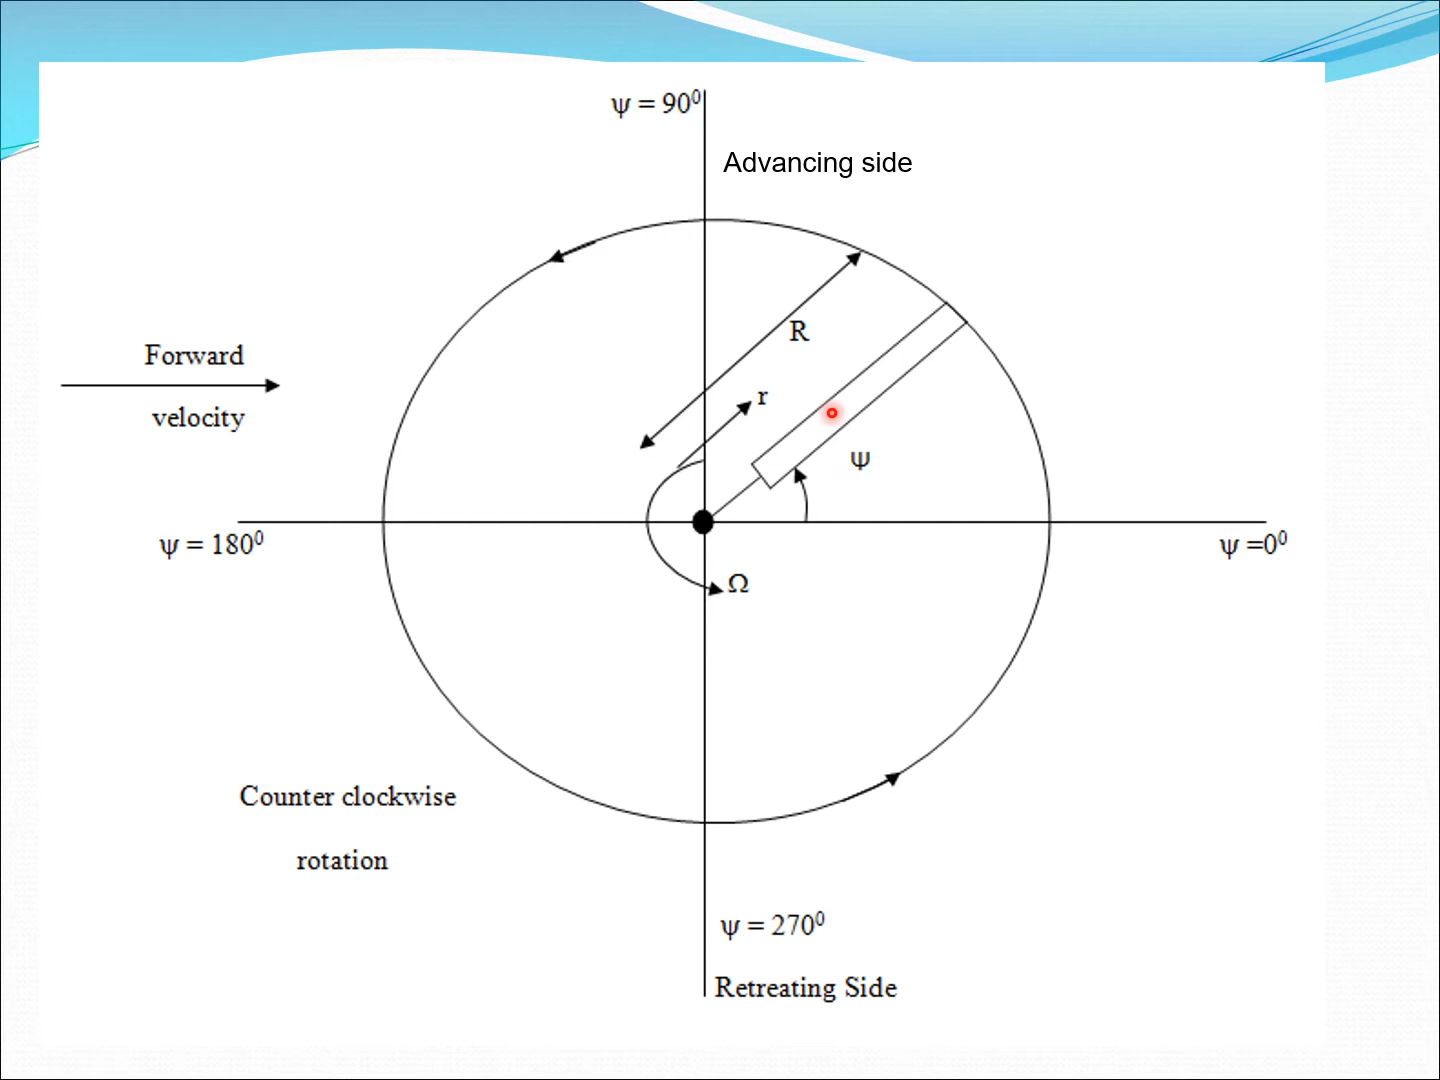 ψ = 90⁰
Advancing side
R
Forward
velocity
r
Ψ
ψ = 180⁰
ψ =0⁰
Ω
Counter clockwise
rotation
ψ = 270⁰
Retreating Side